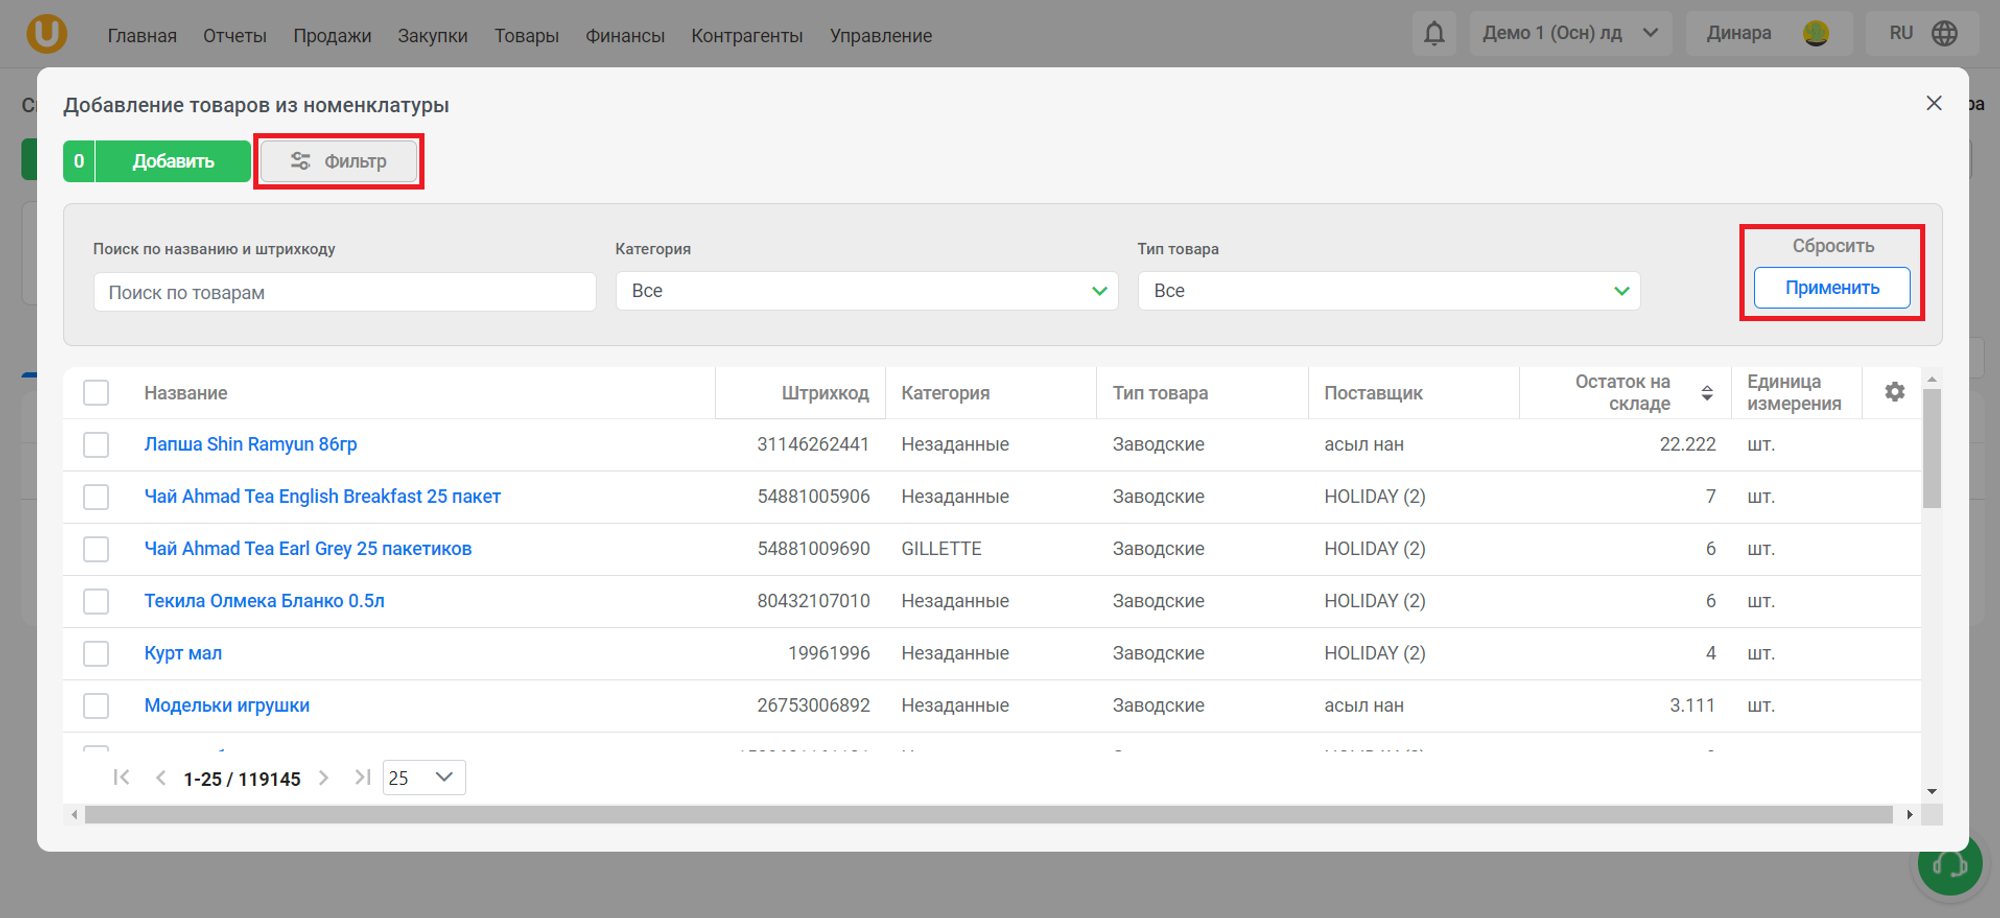 Главная Отчеты Продажи Закупки Товары Финансы Контрагенты Управление Демо 1 (Осн) лд Динара RU
Добавление товаров из номенклатуры
0 Добавить Фильтр
Поиск по названию и штрихкоду Категория Тип товара Сбросить
Поиск по товарам Все Все Применить
Название Штрихкод Категория Тип товара Поставщик Остаток на складе Единица измерения
Лапша Shin Ramyun 86гр 31146262441 Незаданные Заводские асыл нан 22.222 шт.
Чай Ahmad Tea English Breakfast 25 пакет 54881005906 Незаданные Заводские HOLIDAY (2) 7 шт.
Чай Ahmad Tea Earl Grey 25 пакетиков 54881009690 GILLETTE Заводские HOLIDAY (2) 6 шт.
Текила Олмека Бланко 0.5л 80432107010 Незаданные Заводские HOLIDAY (2) 6 шт.
Курт мал 19961996 Незаданные Заводские HOLIDAY (2) 4 шт.
Модельки игрушки 26753006892 Незаданные Заводские асыл нан 3.111 шт.
1-25 / 119145 25